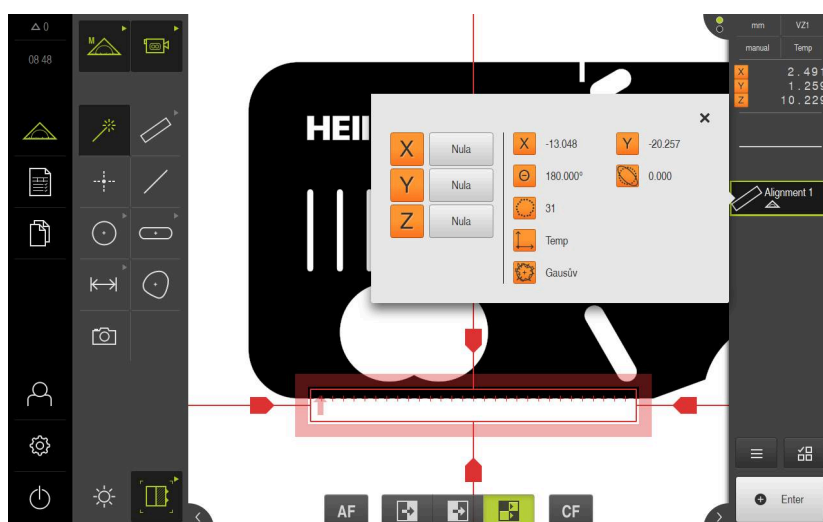 0
08 48
M
HEI
X Nula
Y Nula
Z Nula
X -13.048
Y -20.257
Θ 180.000°
0.000
31
Temp
Gausův
mm VZ1
manual Temp
X 2.491
Y 1.259
Z 10.229
Alignment 1
AF
CF
Enter